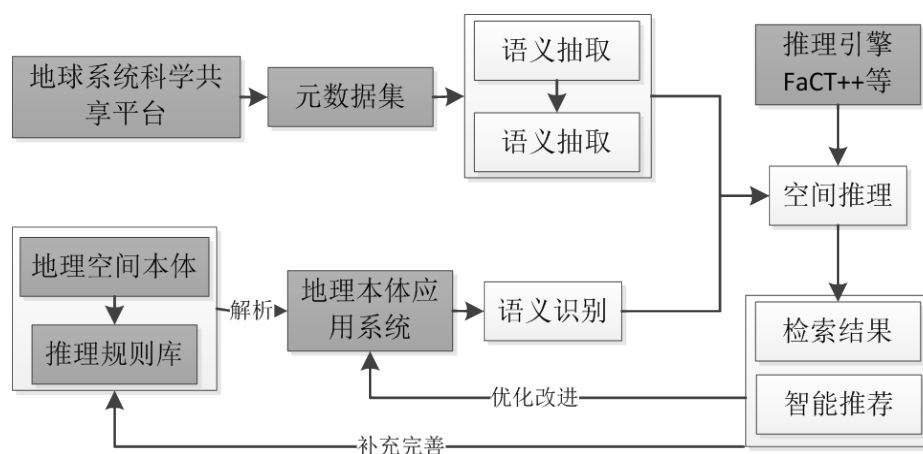 地球系统科学共
享平台
元数据集
语义抽取
语义抽取
推理引擎
FaCT++等
空间推理
地理空间本体
推理规则库
解析
地理本体应
用系统
语义识别
检索结果
智能推荐
优化改进
补充完善